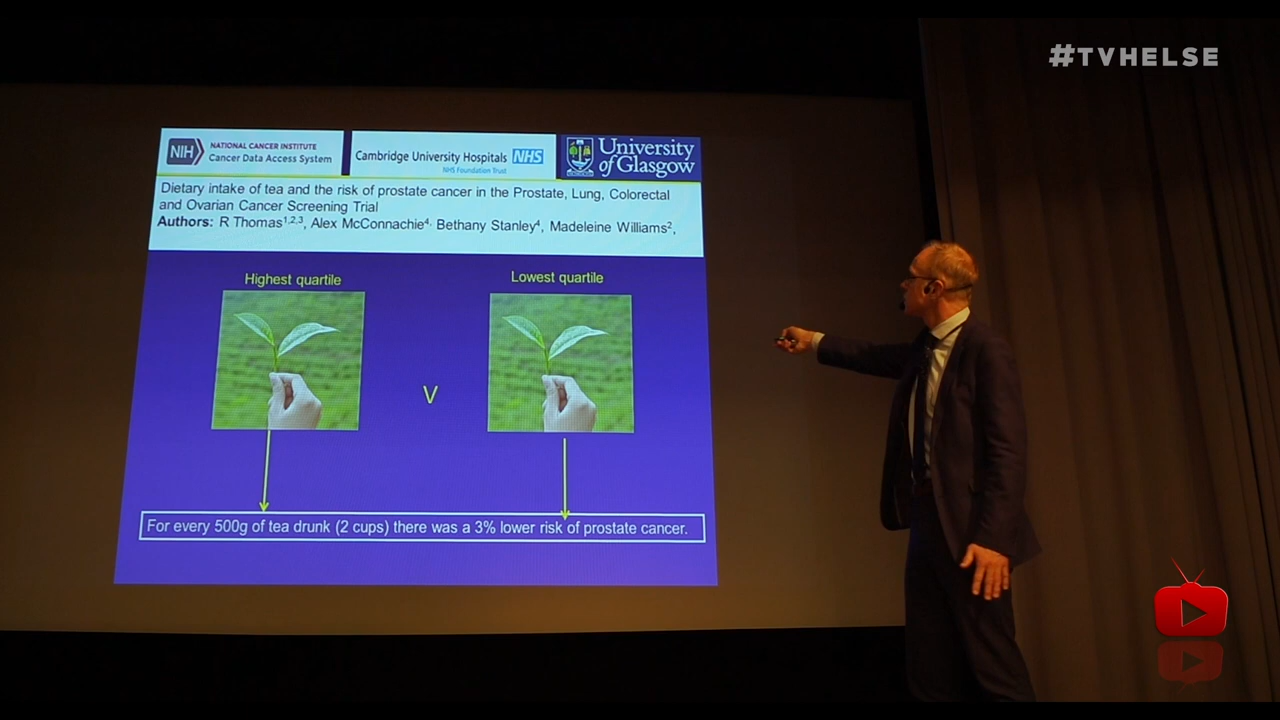 #TVHELSE
NIH
NATIONAL CANCER INSTITUTE
Cancer Data Access System
Cambridge University Hospitals NHS
NHS Foundation Trust
University
of Glasgow
Dietary intake of tea and the risk of prostate cancer in the Prostate, Lung, Colorectal
and Ovarian Cancer Screening Trial
Authors: R Thomas1,2,3, Alex McConnachie4, Bethany Stanley4, Madeleine Williams2,
Highest quartile
Lowest quartile
V
For every 500g of tea drunk (2 cups) there was a 3% lower risk of prostate cancer.